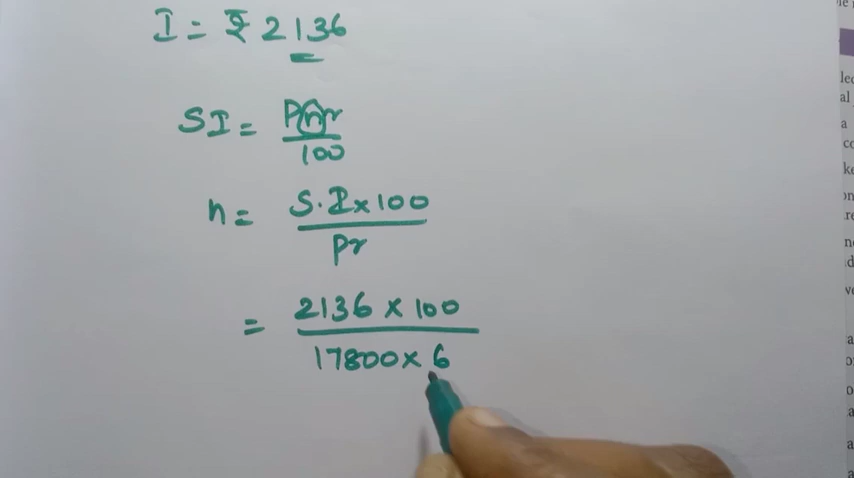 I = ₹ 2136
SI = Pnr
100
n = S.I × 100
Pr
= 2136 × 100
17800 × 6